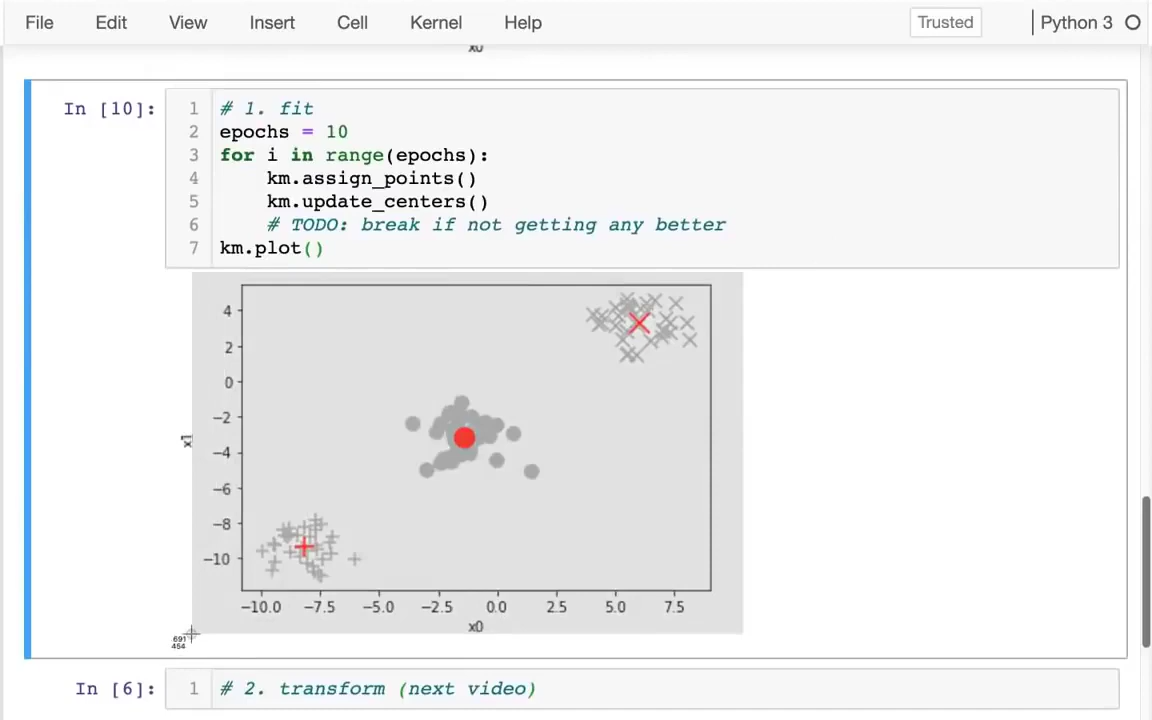 File Edit View Insert Cell Kernel Help Trusted Python 3
x0
In [10]:
1 # 1. fit
2 epochs = 10
3 for i in range(epochs):
4 km.assign_points()
5 km.update_centers()
6 # TODO: break if not getting any better
7 km.plot()
4
2
0
−2
−4
−6
−8
−10
x1
−10.0 −7.5 −5.0 −2.5 0.0 2.5 5.0 7.5
x0
691
454
In [6]: 1 # 2. transform (next video)